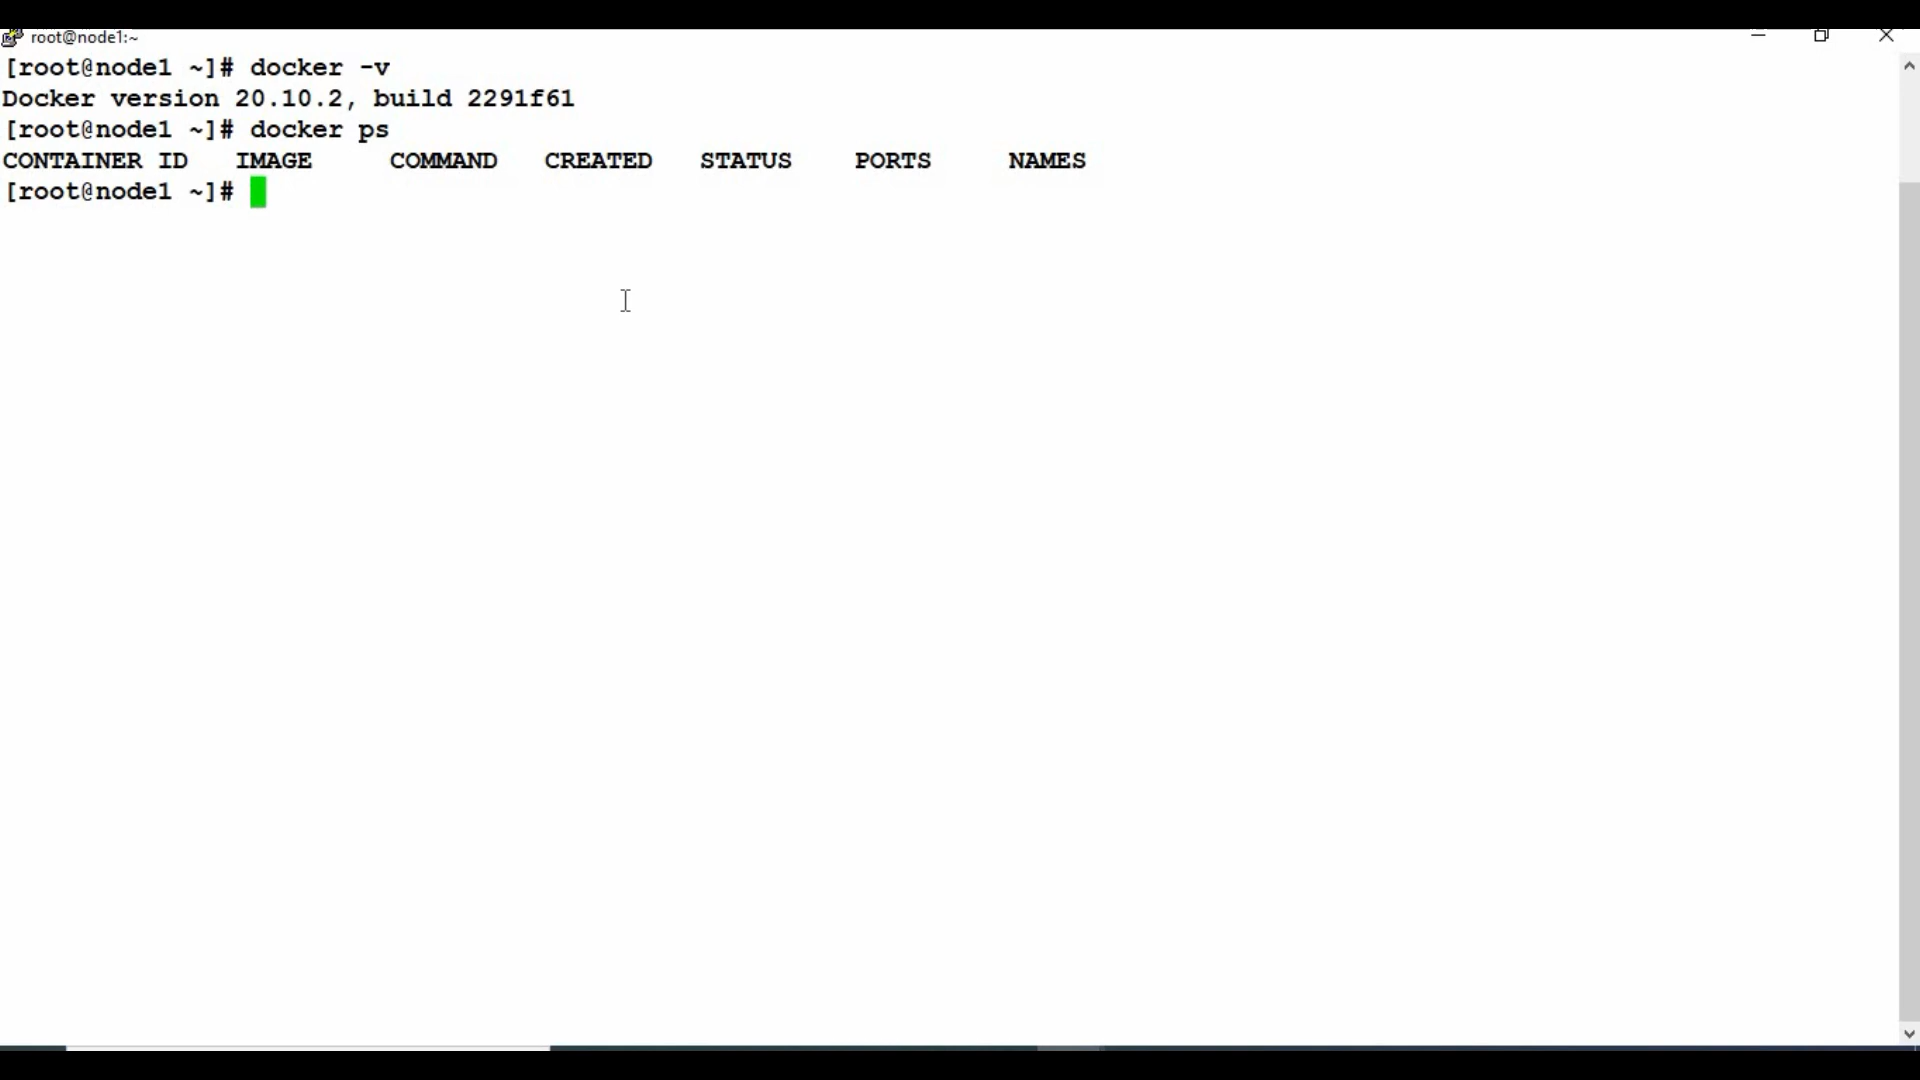 root@node1:~
[root@node1 ~]# docker -v
Docker version 20.10.2, build 2291f61
[root@node1 ~]# docker ps
CONTAINER ID   IMAGE     COMMAND   CREATED   STATUS    PORTS     NAMES
[root@node1 ~]#